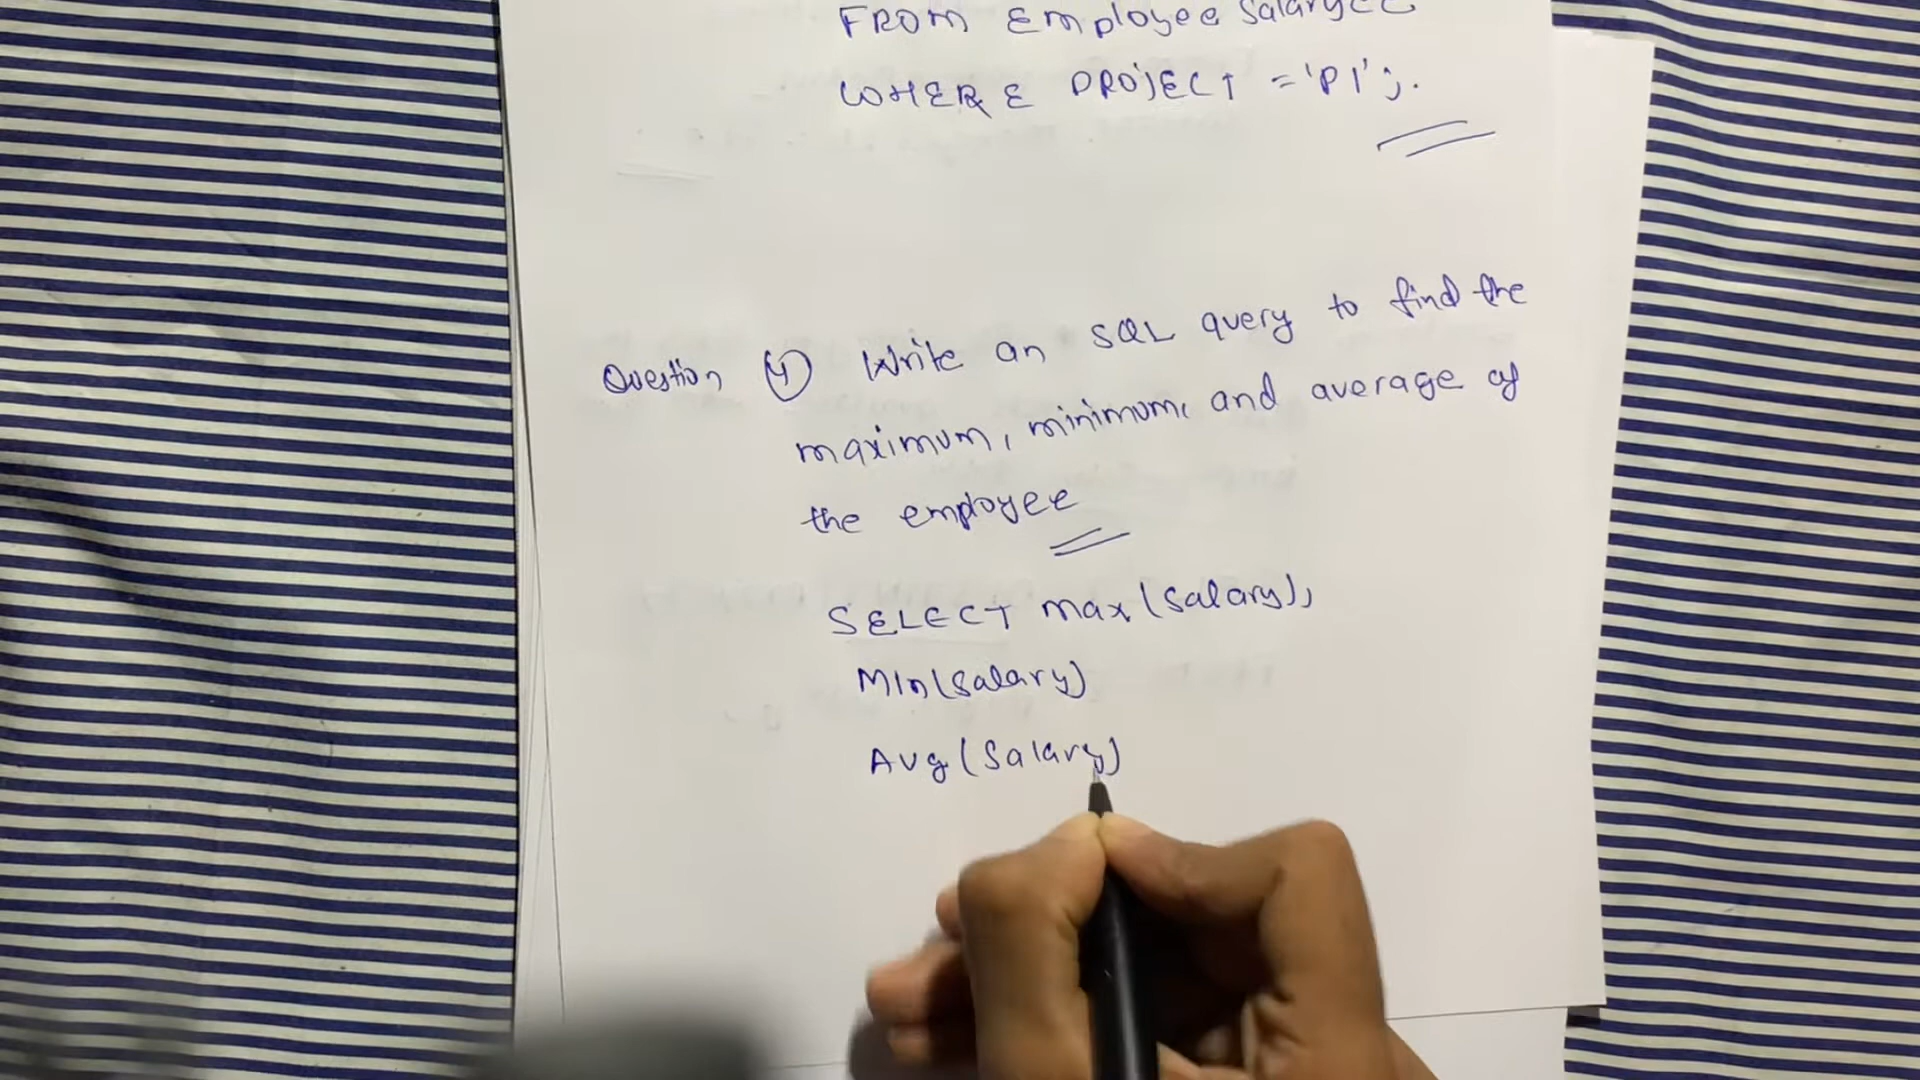 FROM Employee Salary
WHERE PROJECT = 'P1';.
Question (4) Write an SQL query to find the
maximum, minimum, and average of
the employee
SELECT max (salary),
MIn(salary)
Avg (Salary)